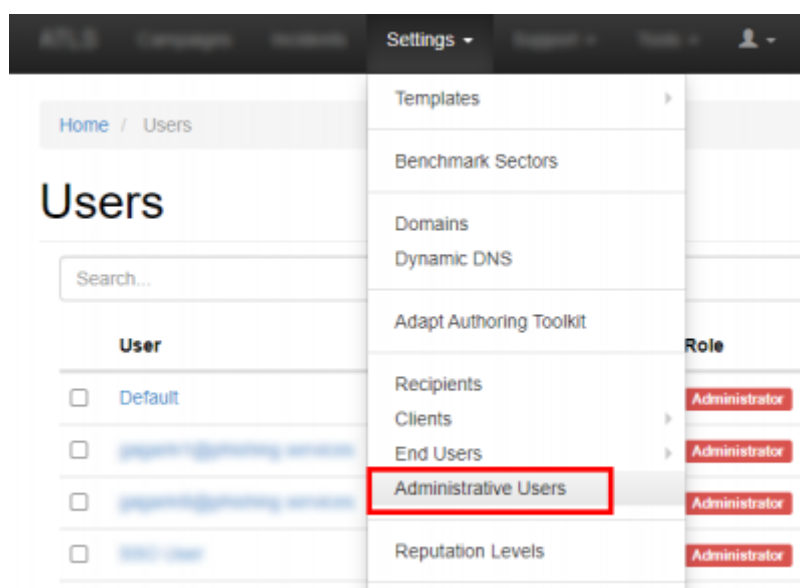 Settings
Templates
Home / Users
Benchmark Sectors
Users
Domains
Dynamic DNS
Search...
Adapt Authoring Toolkit
User
Role
Recipients
Default
Administrator
Clients
End Users
Administrator
Administrative Users
Administrator
Reputation Levels
Administrator